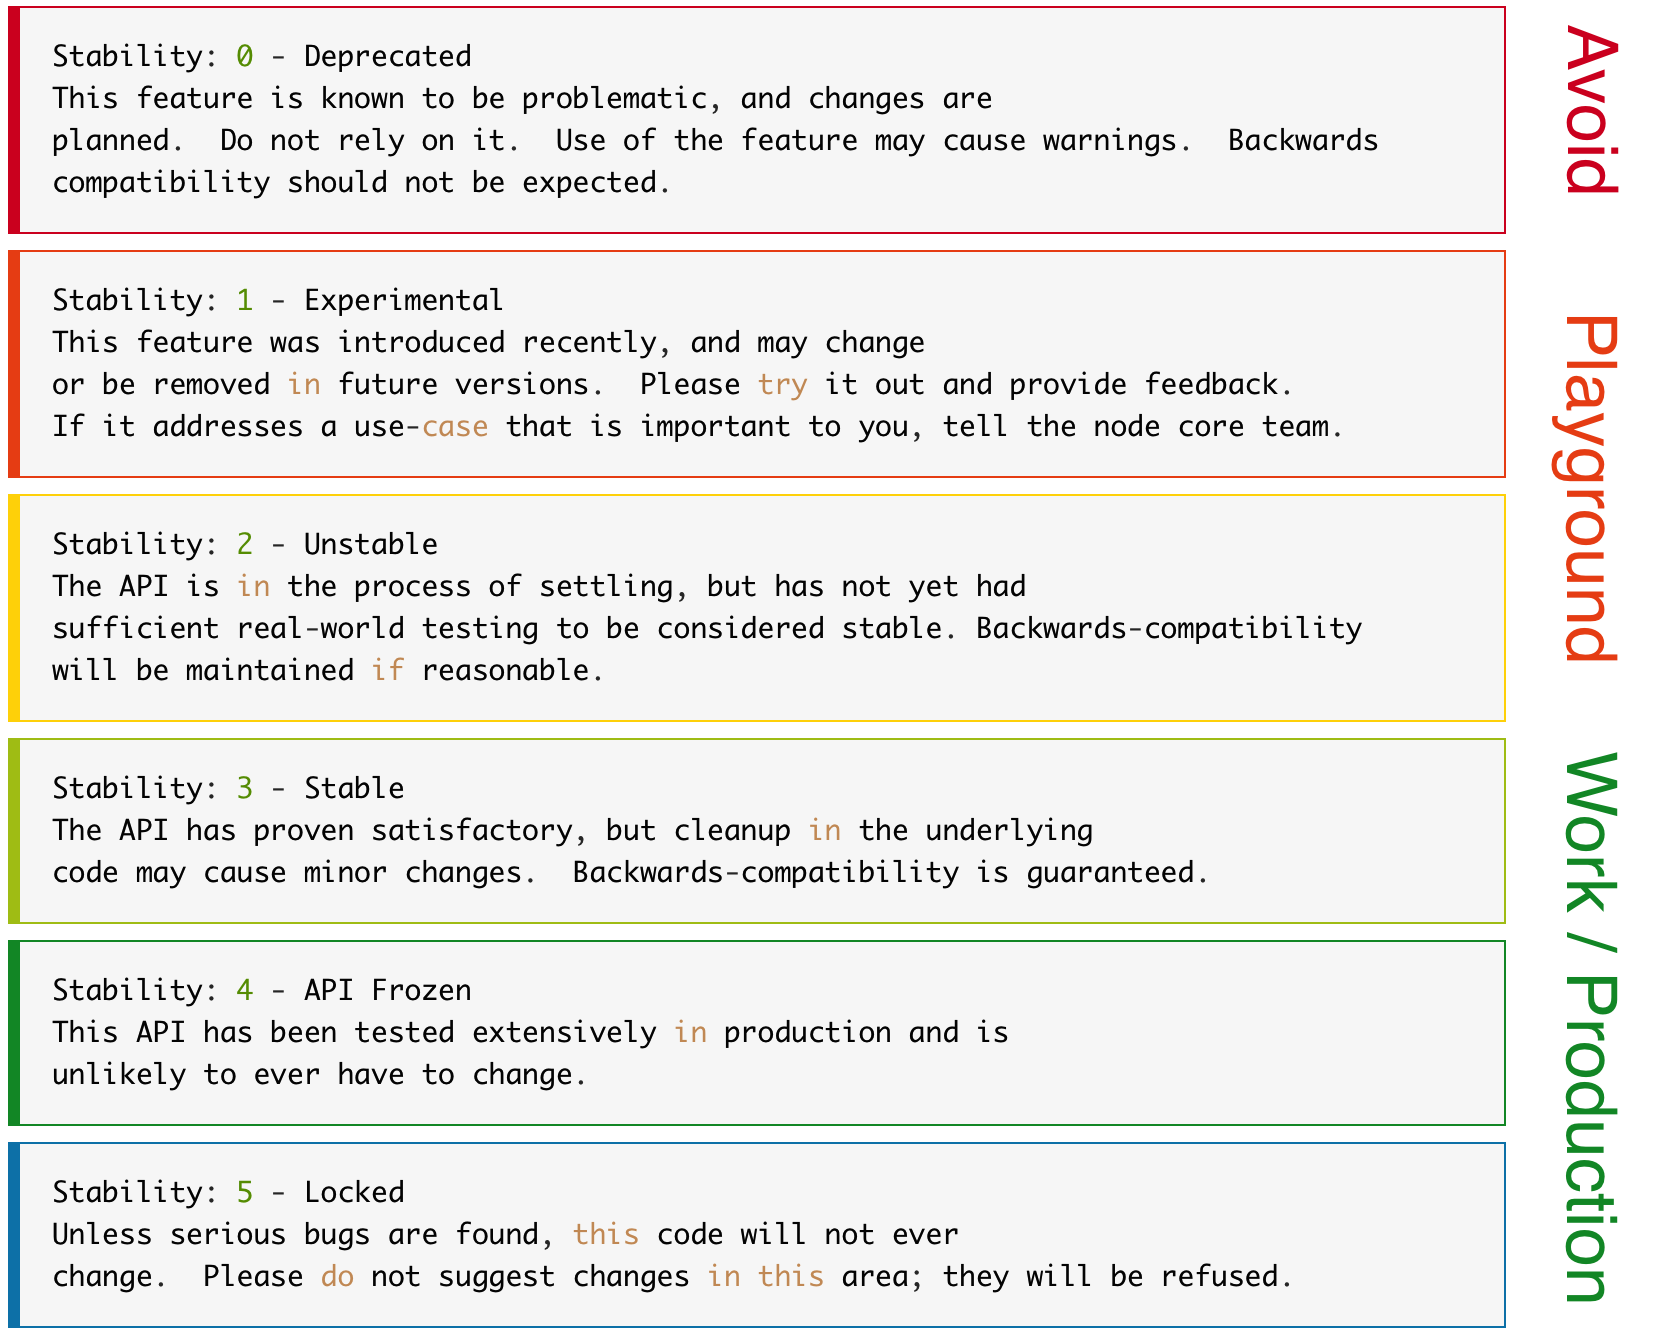 Stability: 0 - Deprecated
This feature is known to be problematic, and changes are
planned.  Do not rely on it.  Use of the feature may cause warnings.  Backwards
compatibility should not be expected.
Avoid
Stability: 1 - Experimental
This feature was introduced recently, and may change
or be removed in future versions.  Please try it out and provide feedback.
If it addresses a use-case that is important to you, tell the node core team.
Playground
Stability: 2 - Unstable
The API is in the process of settling, but has not yet had
sufficient real-world testing to be considered stable. Backwards-compatibility
will be maintained if reasonable.
Stability: 3 - Stable
The API has proven satisfactory, but cleanup in the underlying
code may cause minor changes.  Backwards-compatibility is guaranteed.
Work / Production
Stability: 4 - API Frozen
This API has been tested extensively in production and is
unlikely to ever have to change.
Stability: 5 - Locked
Unless serious bugs are found, this code will not ever
change.  Please do not suggest changes in this area; they will be refused.